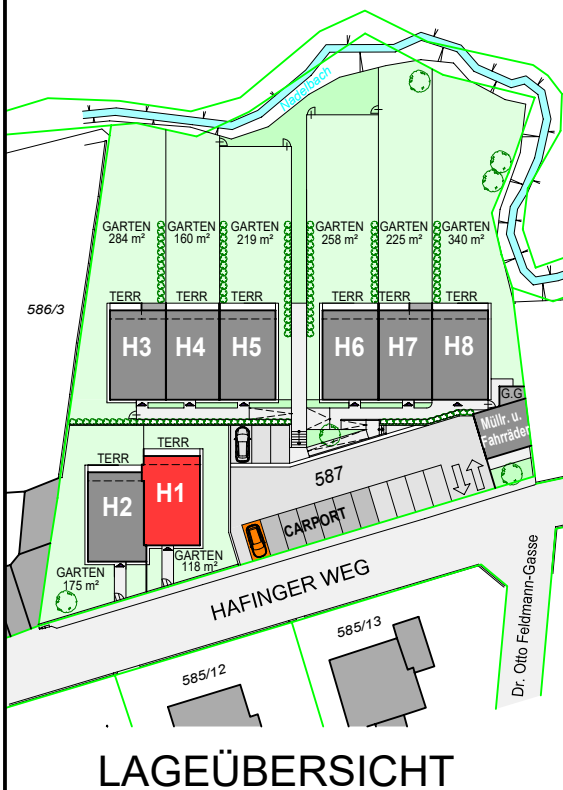 Nadelbach
GARTEN
284 m²
GARTEN
160 m²
GARTEN
219 m²
GARTEN
258 m²
GARTEN
225 m²
GARTEN
340 m²
586/3
TERR
TERR
TERR
TERR
TERR
TERR
H3
H4
H5
H6
H7
H8
G.G
Müllr. u.
Fahrräder
TERR
TERR
H2
H1
587
CARPORT
GARTEN
175 m²
GARTEN
118 m²
HAFINGER WEG
Dr. Otto Feldmann-Gasse
585/12
585/13
LAGEÜBERSICHT